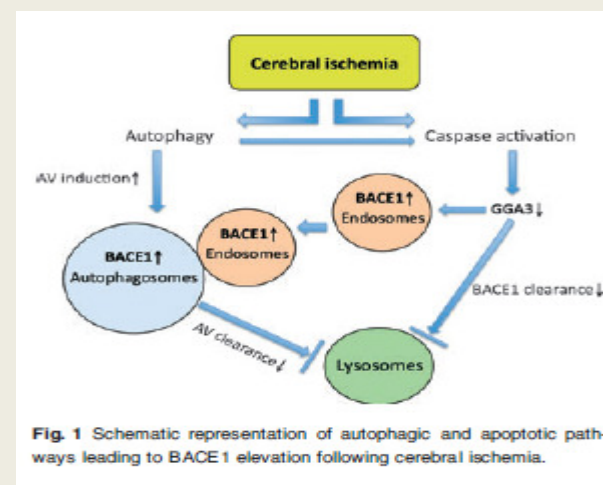 Cerebral ischemia
Autophagy
Caspase activation
AV induction↑
BACE1↑
Endosomes
GGA3↓
BACE1↑
Endosomes
BACE1↑
Autophagosomes
BACE1 clearance↓
AV clearance↓
Lysosomes
Fig. 1 Schematic representation of autophagic and apoptotic path-
ways leading to BACE1 elevation following cerebral ischemia.